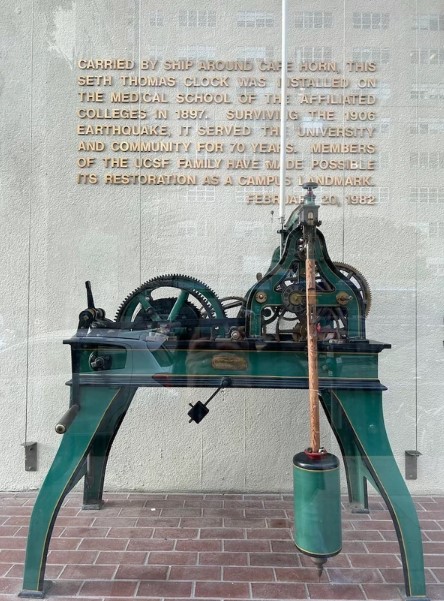 CARRIED BY SHIP AROUND CAPE HORN, THIS
SETH THOMAS CLOCK WAS INSTALLED ON
THE MEDICAL SCHOOL OF THE AFFILIATED
COLLEGES IN 1897. SURVIVING THE 1906
EARTHQUAKE, IT SERVED THE UNIVERSITY
AND COMMUNITY FOR 70 YEARS. MEMBERS
OF THE UCSF FAMILY HAVE MADE POSSIBLE
ITS RESTORATION AS A CAMPUS LANDMARK.
FEBRUARY 20, 1982